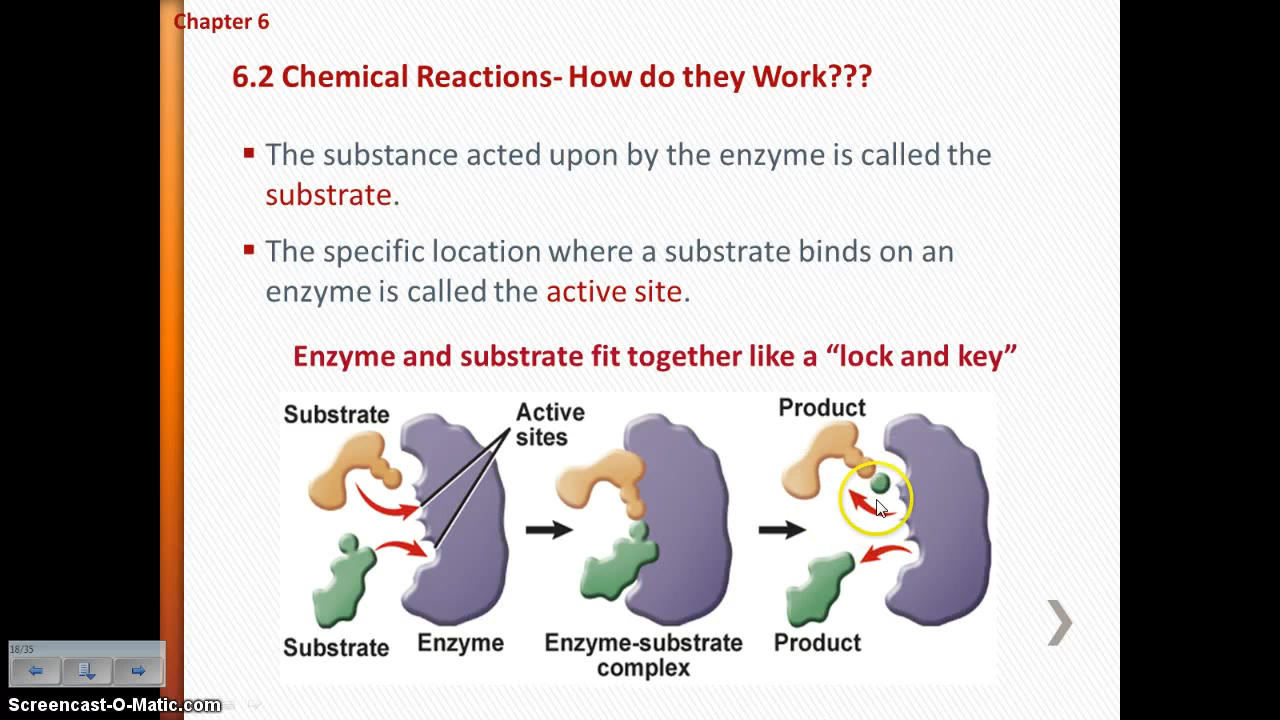 Chapter 6
6.2 Chemical Reactions- How do they Work???
▪ The substance acted upon by the enzyme is called the
substrate.
▪ The specific location where a substrate binds on an
enzyme is called the active site.
Enzyme and substrate fit together like a “lock and key”
Substrate
Active
sites
Product
Substrate
Enzyme
Enzyme-substrate
complex
Product
18/35
Screencast-O-Matic.com